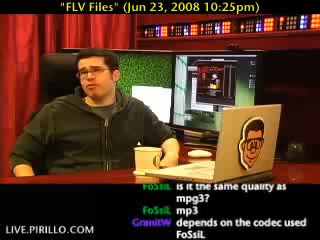 "FLV Files" (Jun 23, 2008 10:25pm)
FoSsiL is it the same quality as
mpg3?
FoSsiL mp3
GranitW depends on the codec used
LIVE.PIRILLO.COM FoSsiL